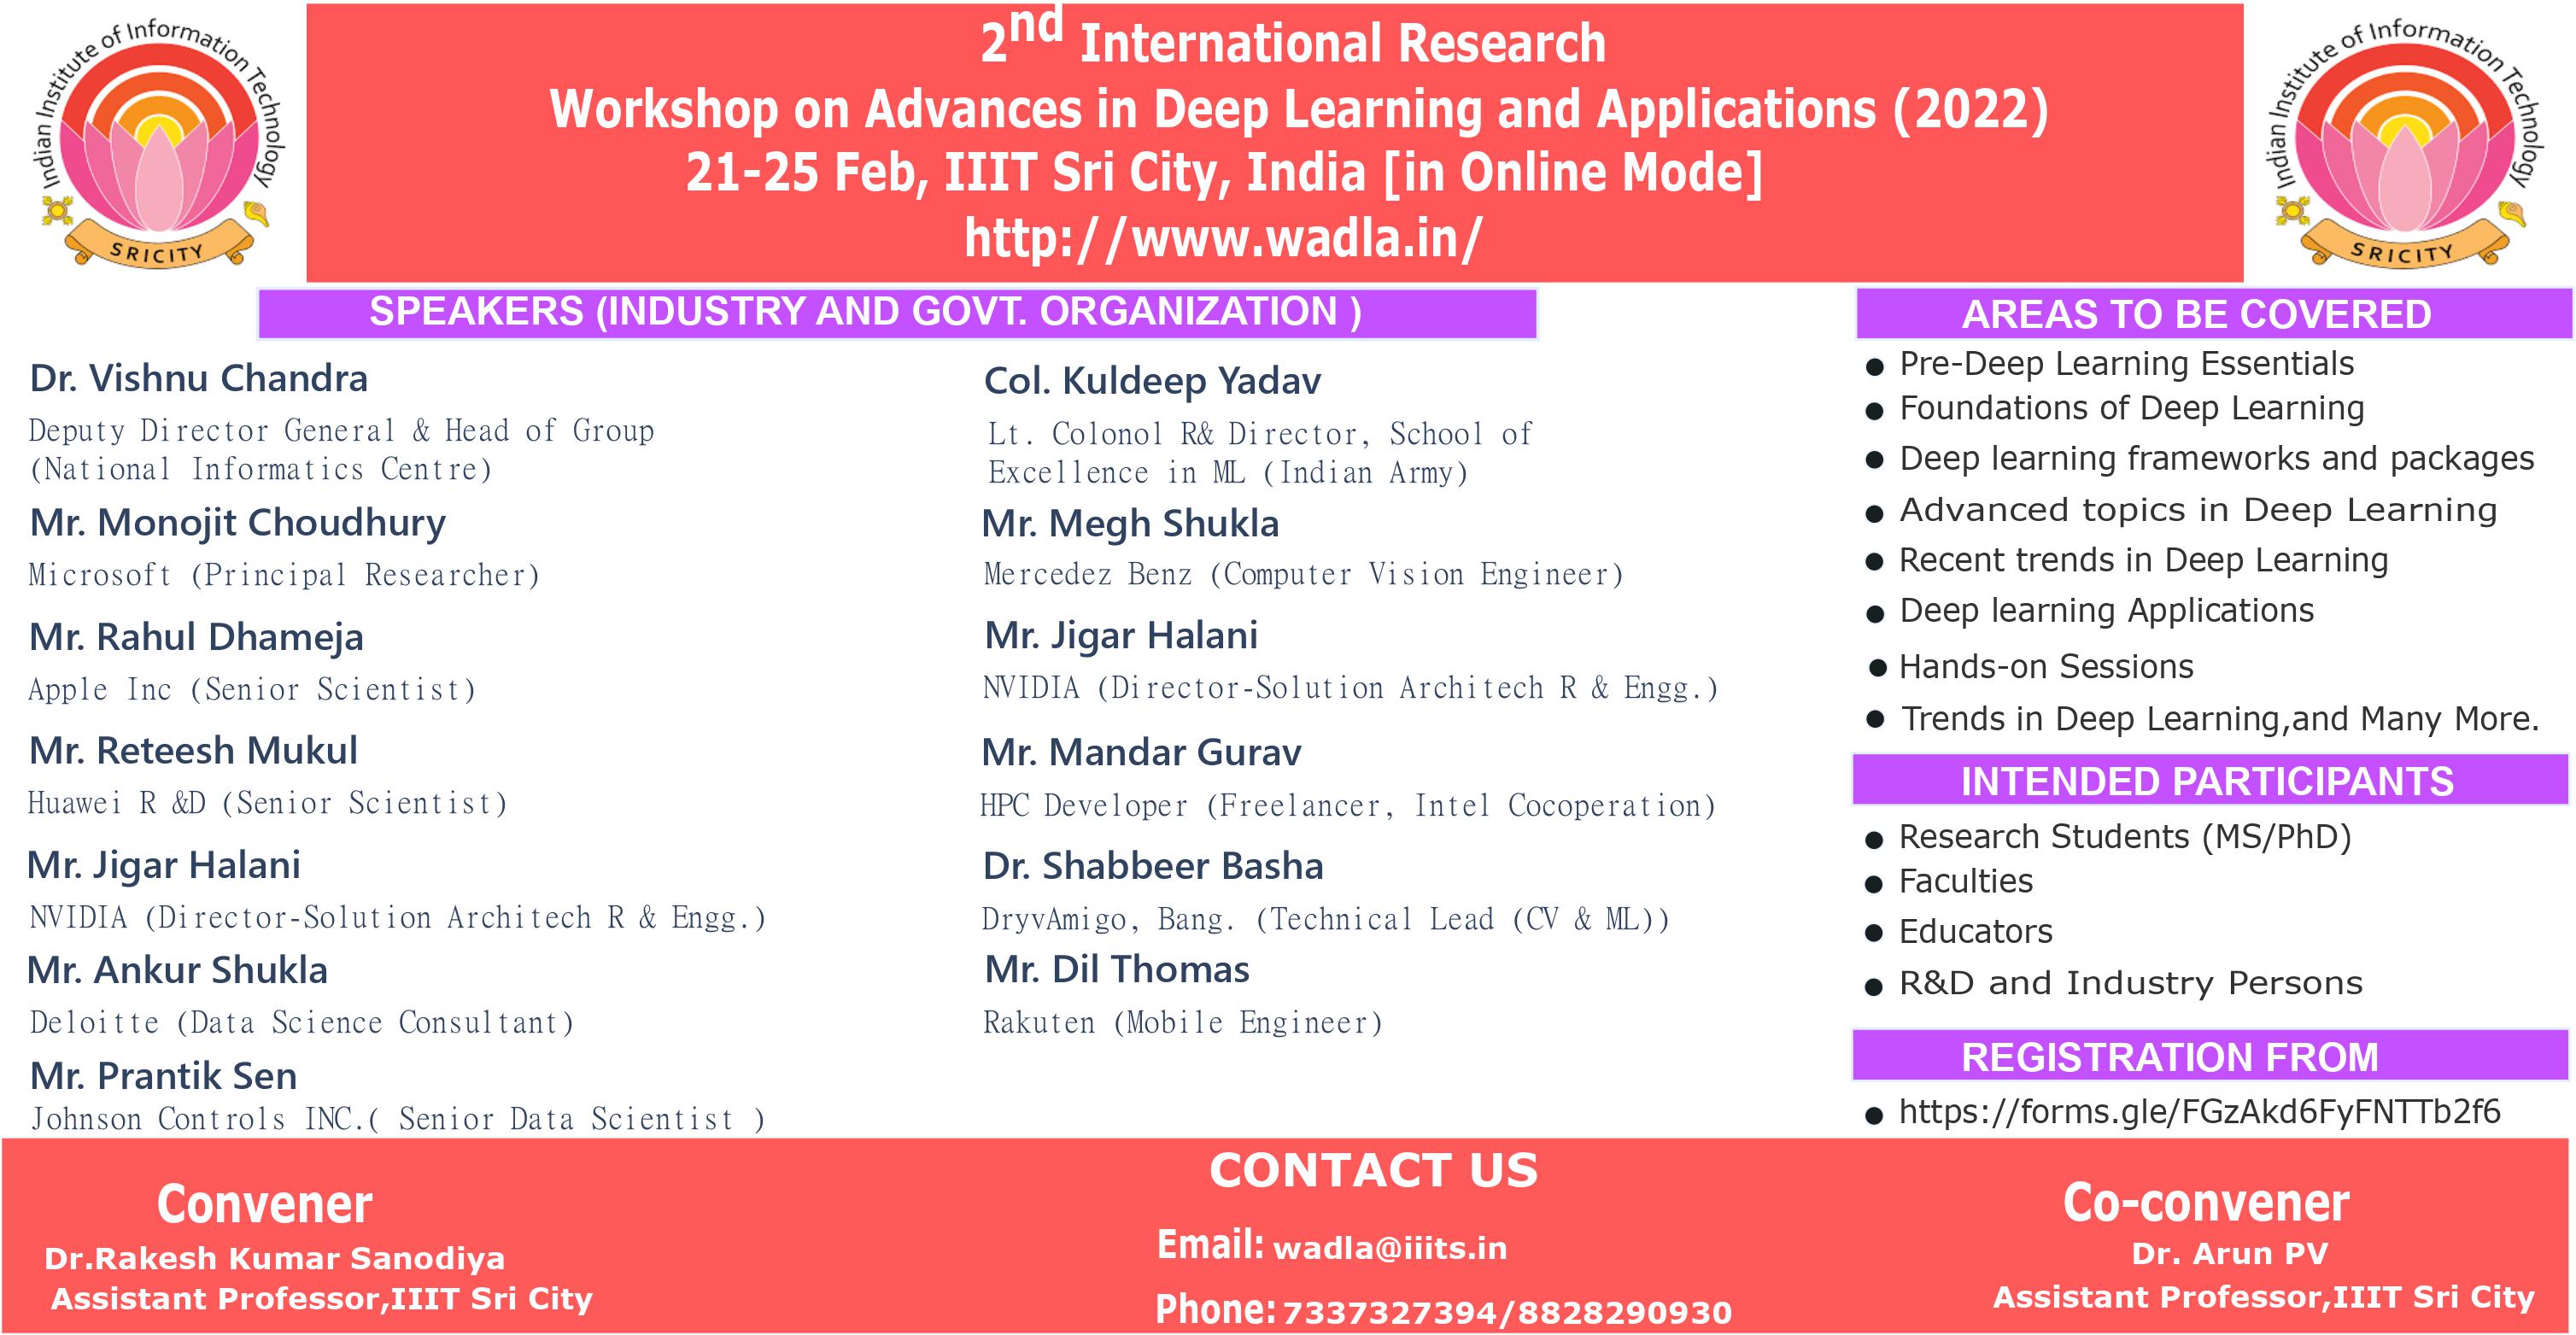 Indian Institute of Information Technology
SRICITY
2nd International Research
Workshop on Advances in Deep Learning and Applications (2022)
21-25 Feb, IIIT Sri City, India [in Online Mode]
http://www.wadla.in/
Indian Institute of Information Technology
SRICITY
SPEAKERS (INDUSTRY AND GOVT. ORGANIZATION )
Dr. Vishnu Chandra
Deputy Director General & Head of Group
(National Informatics Centre)
Mr. Monojit Choudhury
Microsoft (Principal Researcher)
Mr. Rahul Dhameja
Apple Inc (Senior Scientist)
Mr. Reteesh Mukul
Huawei R &D (Senior Scientist)
Mr. Jigar Halani
NVIDIA (Director-Solution Architech R & Engg.)
Mr. Ankur Shukla
Deloitte (Data Science Consultant)
Mr. Prantik Sen
Johnson Controls INC.( Senior Data Scientist )
Col. Kuldeep Yadav
Lt. Colonol R& Director, School of
Excellence in ML (Indian Army)
Mr. Megh Shukla
Mercedez Benz (Computer Vision Engineer)
Mr. Jigar Halani
NVIDIA (Director-Solution Architech R & Engg.)
Mr. Mandar Gurav
HPC Developer (Freelancer, Intel Cocoperation)
Dr. Shabbeer Basha
DryvAmigo, Bang. (Technical Lead (CV & ML))
Mr. Dil Thomas
Rakuten (Mobile Engineer)
AREAS TO BE COVERED
● Pre-Deep Learning Essentials
● Foundations of Deep Learning
● Deep learning frameworks and packages
● Advanced topics in Deep Learning
● Recent trends in Deep Learning
● Deep learning Applications
● Hands-on Sessions
● Trends in Deep Learning,and Many More.
INTENDED PARTICIPANTS
● Research Students (MS/PhD)
● Faculties
● Educators
● R&D and Industry Persons
REGISTRATION FROM
● https://forms.gle/FGzAkd6FyFNTTb2f6
Convener
Dr.Rakesh Kumar Sanodiya
Assistant Professor,IIIT Sri City
CONTACT US
Email: wadla@iiits.in
Phone: 7337327394/8828290930
Co-convener
Dr. Arun PV
Assistant Professor,IIIT Sri City